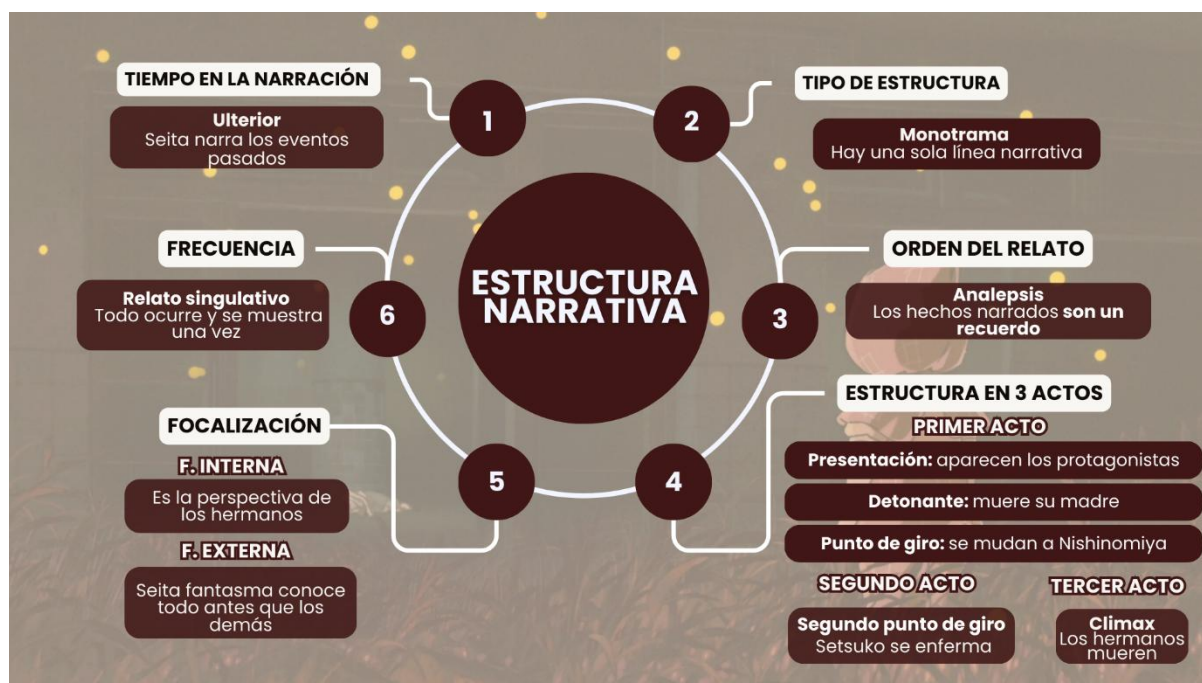 ESTRUCTURA
NARRATIVA
1
TIEMPO EN LA NARRACIÓN
Ulterior
Seita narra los eventos
pasados
2
TIPO DE ESTRUCTURA
Monotrama
Hay una sola línea narrativa
3
ORDEN DEL RELATO
Analepsis
Los hechos narrados son un
recuerdo
4
ESTRUCTURA EN 3 ACTOS
PRIMER ACTO
Presentación: aparecen los protagonistas
Detonante: muere su madre
Punto de giro: se mudan a Nishinomiya
SEGUNDO ACTO
Segundo punto de giro
Setsuko se enferma
TERCER ACTO
Climax
Los hermanos
mueren
5
FOCALIZACIÓN
F. INTERNA
Es la perspectiva de
los hermanos
F. EXTERNA
Seita fantasma conoce
todo antes que los
demás
6
FRECUENCIA
Relato singulativo
Todo ocurre y se muestra
una vez